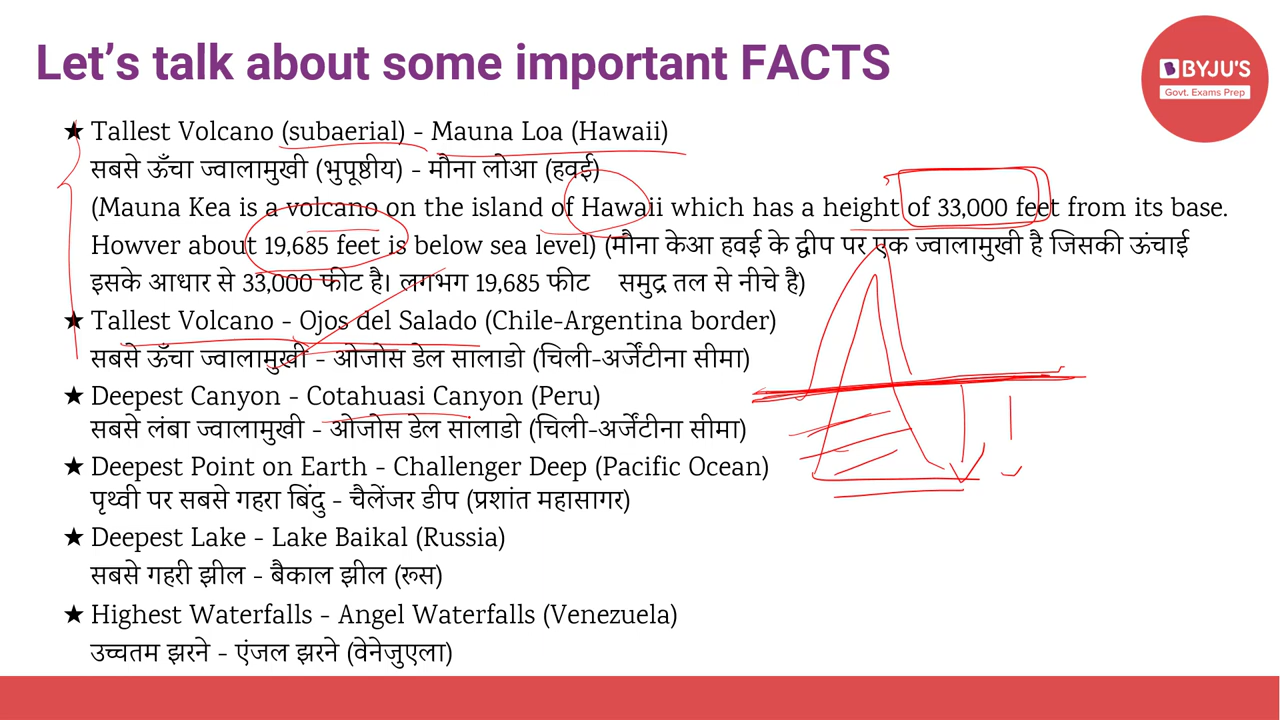 Let's talk about some important FACTS
BYJU'S
Govt. Exams Prep
★ Tallest Volcano (subaerial) - Mauna Loa (Hawaii)
सबसे ऊँचा ज्वालामुखी (भुपृष्ठीय) - मौना लोआ (हवई)
(Mauna Kea is a volcano on the island of Hawaii which has a height of 33,000 feet from its base.
Howver about 19,685 feet is below sea level) (मौना केआ हवई के द्वीप पर एक ज्वालामुखी है जिसकी ऊंचाई
इसके आधार से 33,000 फीट है। लगभग 19,685 फीट समुद्र तल से नीचे है)
★ Tallest Volcano - Ojos del Salado (Chile-Argentina border)
सबसे ऊँचा ज्वालामुखी - ओजोस डेल सालाडो (चिली-अर्जेंटीना सीमा)
★ Deepest Canyon - Cotahuasi Canyon (Peru)
सबसे लंबा ज्वालामुखी - ओजोस डेल सांलाडो (चिली-अर्जेंटीना सीमा)
★ Deepest Point on Earth - Challenger Deep (Pacific Ocean)
पृथ्वी पर सबसे गहरा बिंदु - चैलेंजर डीप (प्रशांत महासागर)
★ Deepest Lake - Lake Baikal (Russia)
सबसे गहरी झील - बैकाल झील (रूस)
★ Highest Waterfalls - Angel Waterfalls (Venezuela)
उच्चतम झरने - एंजल झरने (वेनेजुएला)